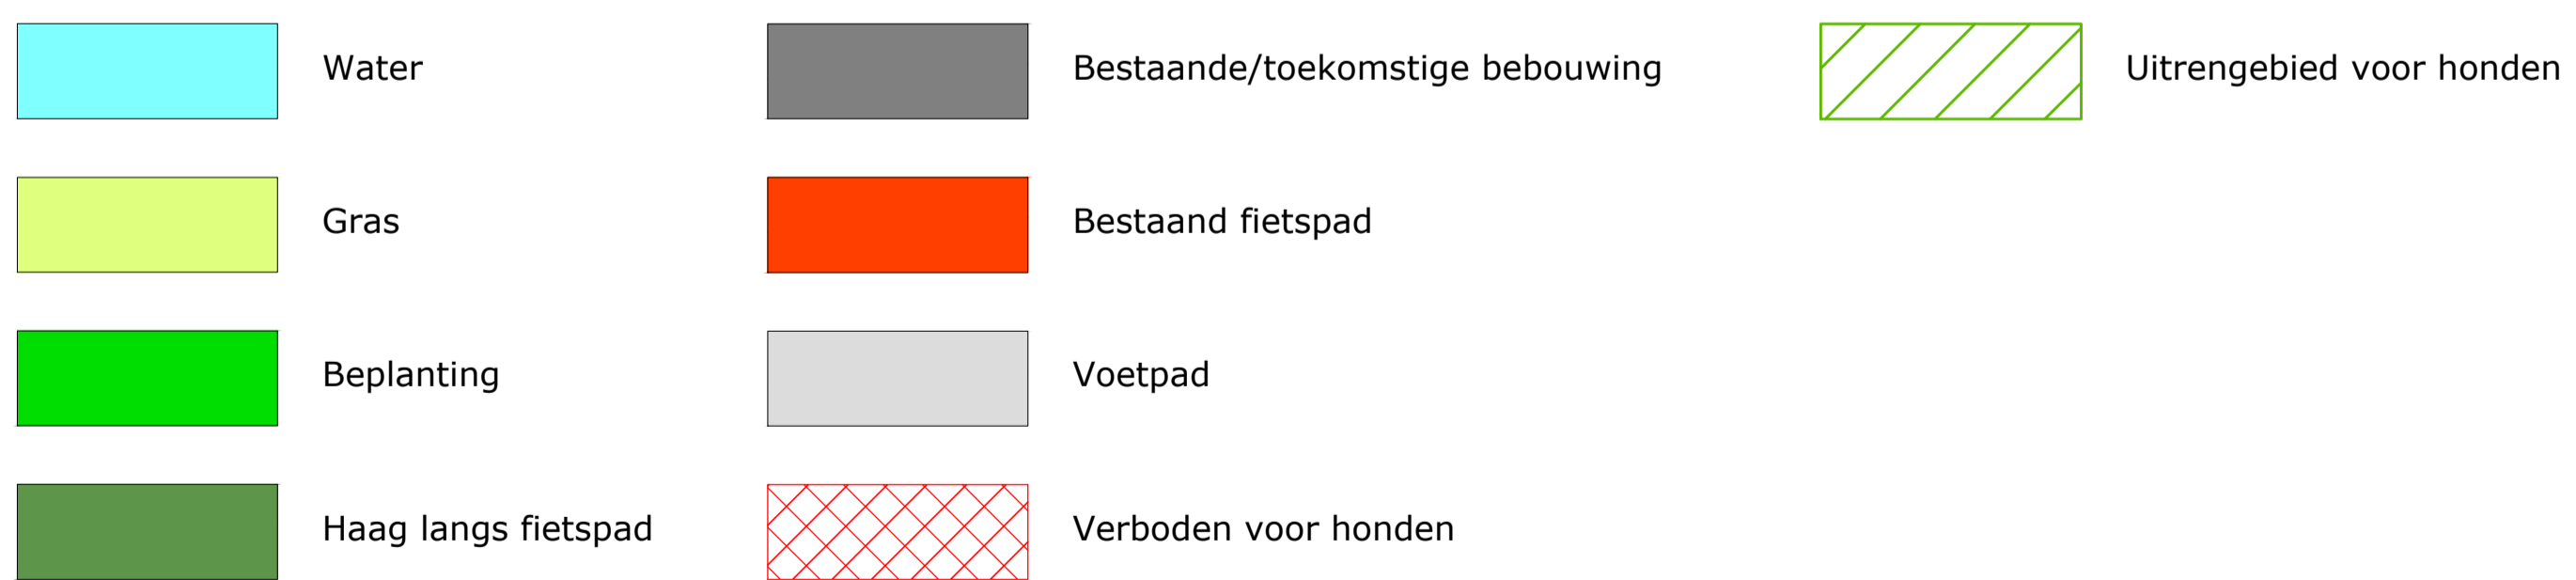 Water
Gras
Beplanting
Haag langs fietspad
Bestaande/toekomstige bebouwing
Bestaand fietspad
Voetpad
Verboden voor honden
Uitrengebied voor honden